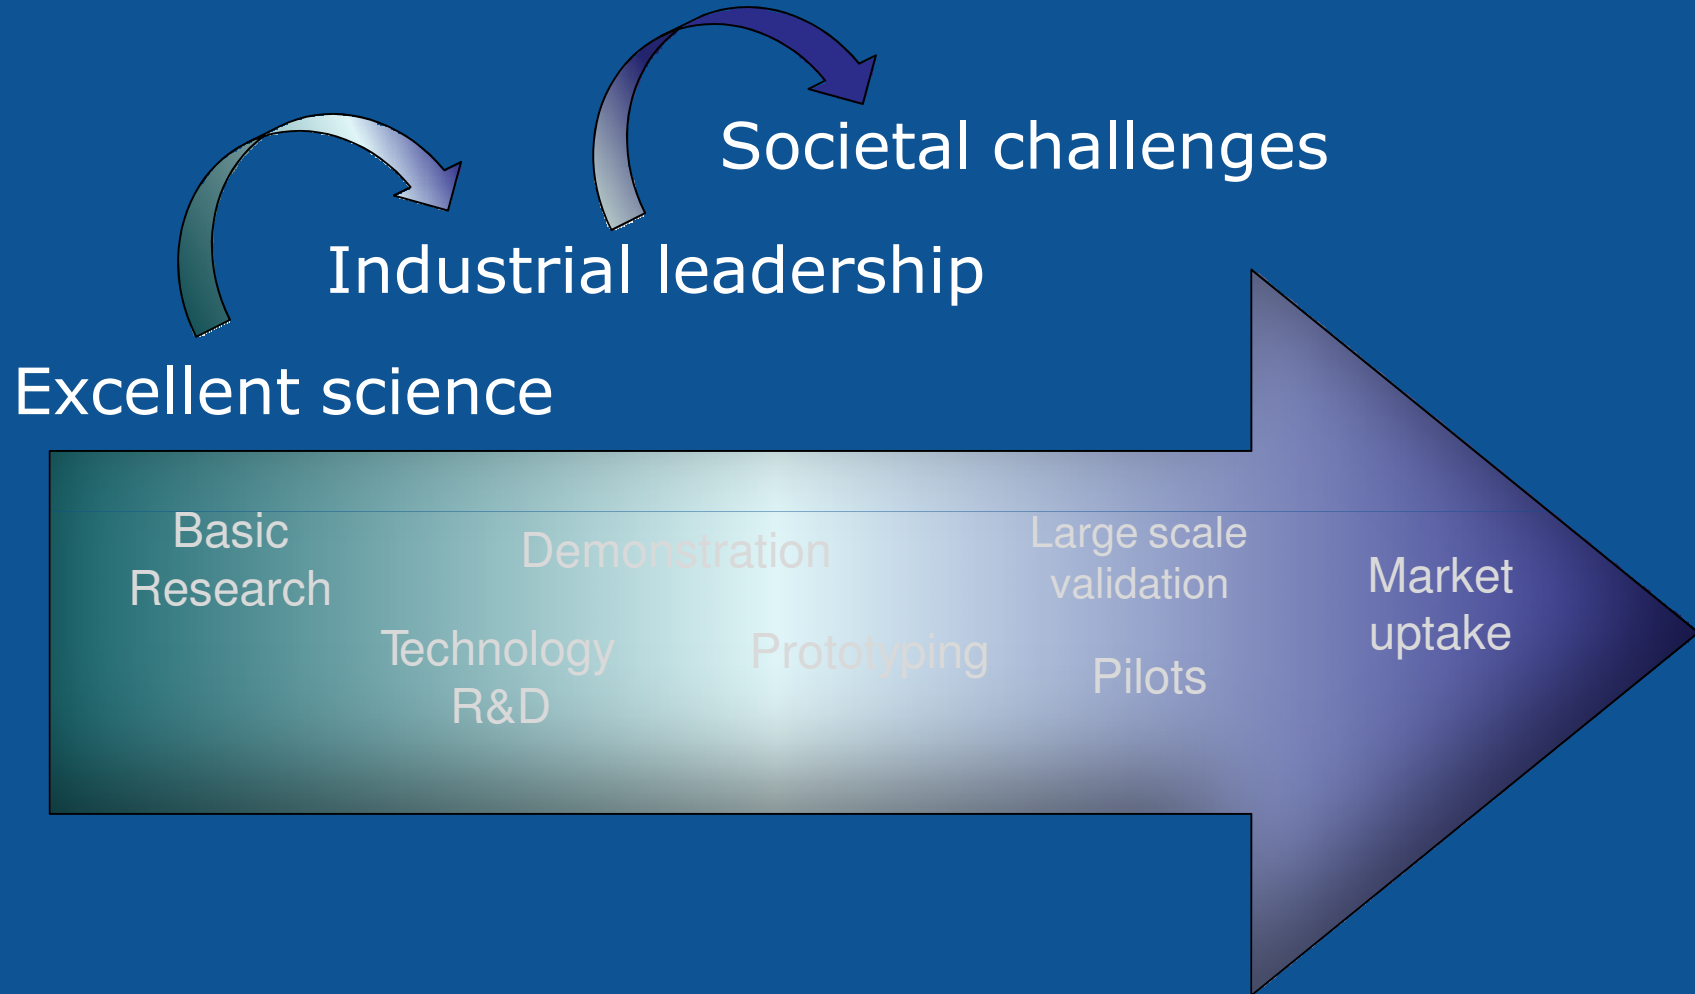 Societal challenges
Industrial leadership
Excellent science
Basic
Research
Demonstration
Technology
R&D
Prototyping
Large scale
validation
Pilots
Market
uptake